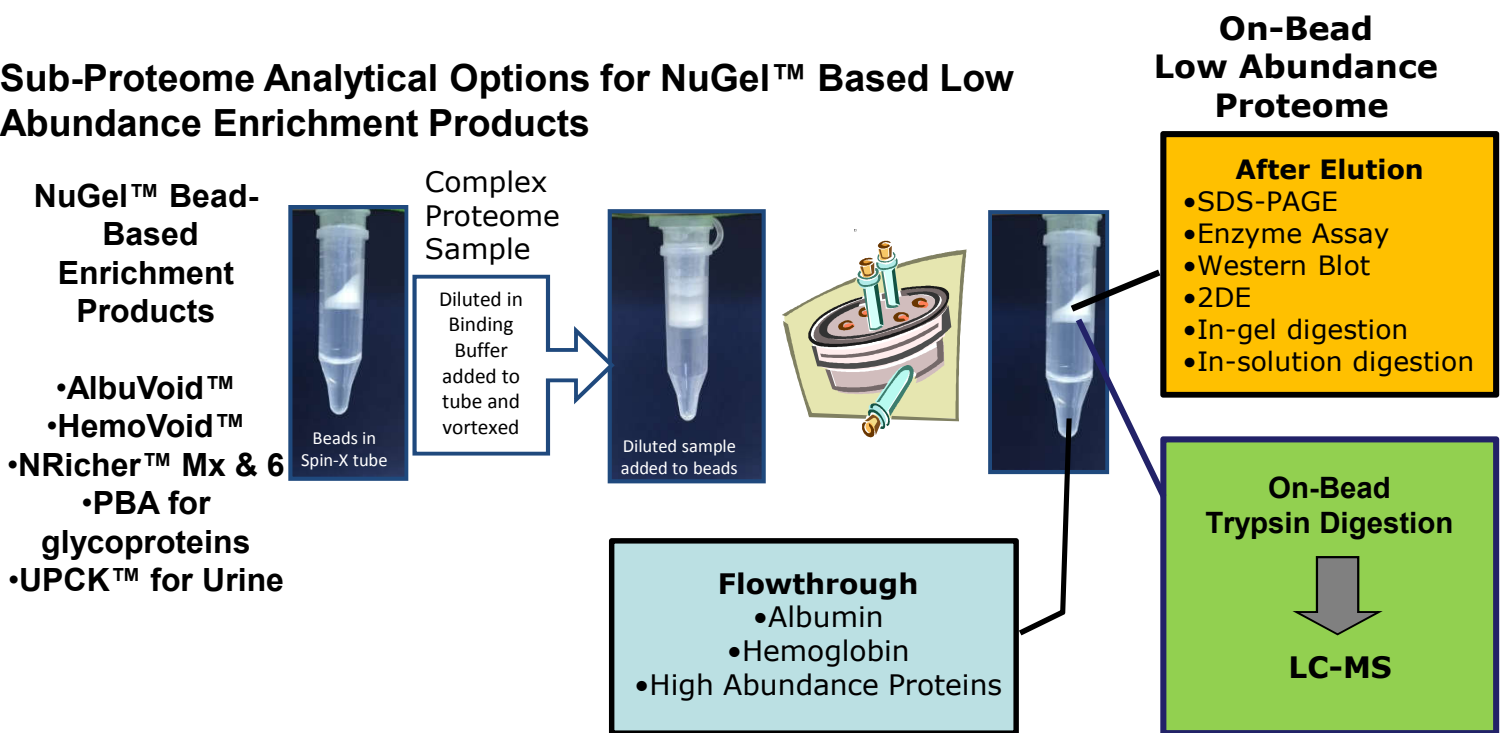 Sub-Proteome Analytical Options for NuGel™ Based Low
Abundance Enrichment Products
NuGel™ Bead-
Based
Enrichment
Products
•AlbuVoid™
•HemoVoid™
•NRicher™ Mx & 6
•PBA for
glycoproteins
•UPCK™ for Urine
Beads in
Spin-X tube
Complex
Proteome
Sample
Diluted in
Binding
Buffer
added to
tube and
vortexed
Diluted sample
added to beads
Flowthrough
•Albumin
•Hemoglobin
•High Abundance Proteins
On-Bead
Low Abundance
Proteome
After Elution
•SDS-PAGE
•Enzyme Assay
•Western Blot
•2DE
•In-gel digestion
•In-solution digestion
On-Bead
Trypsin Digestion
LC-MS